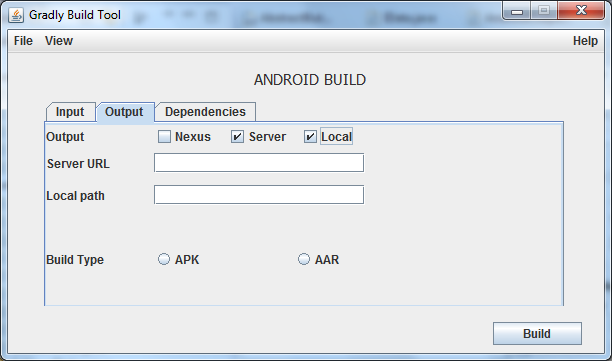 Gradly Build Tool
File View Help
ANDROID BUILD
Input Output Dependencies
Output Nexus Server Local
Server URL
Local path
Build Type APK AAR
Build